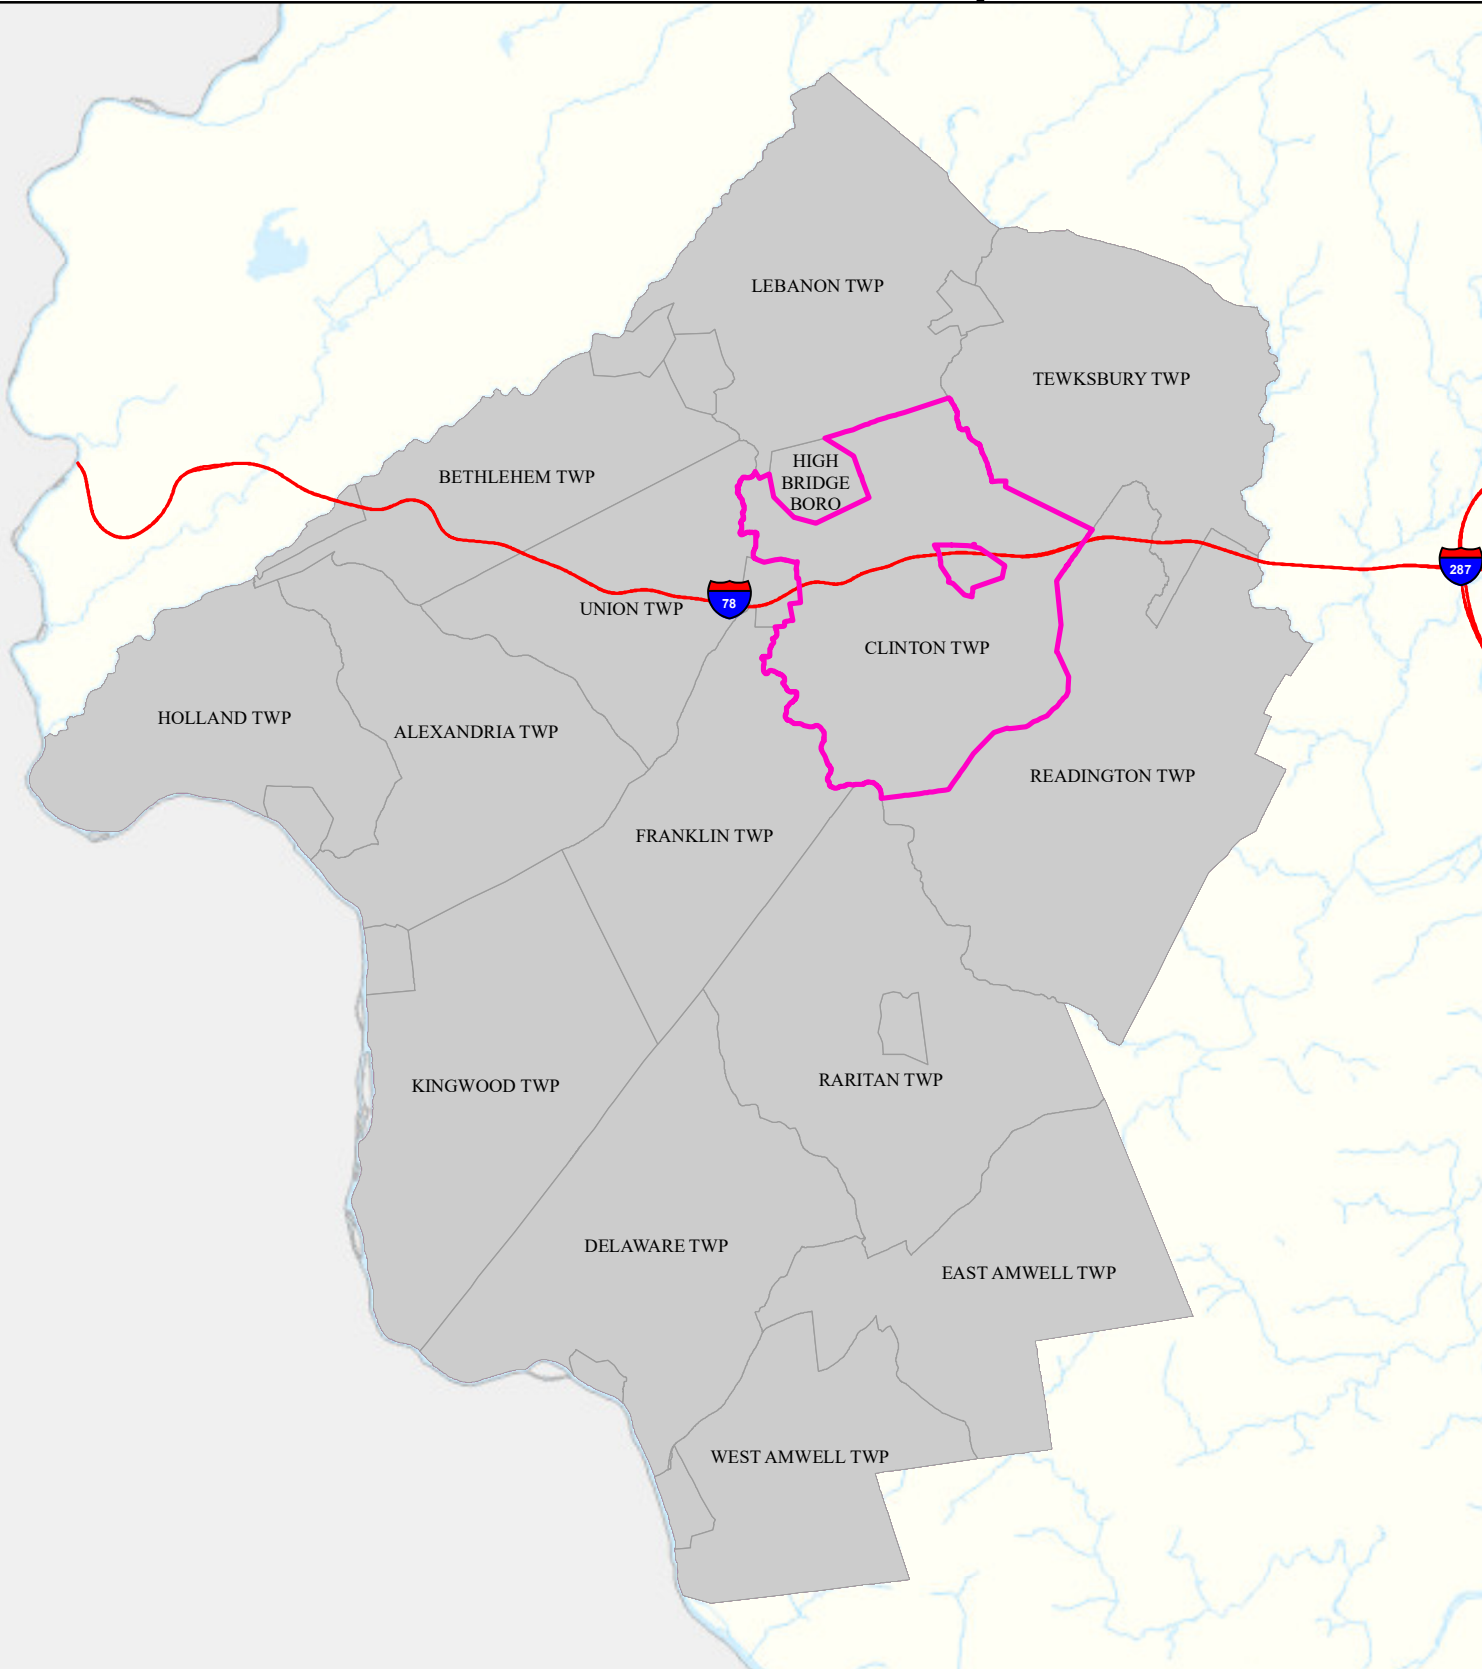 LEBANON TWP
TEWKSBURY TWP
HIGH
BRIDGE
BORO
BETHLEHEM TWP
287
78
UNION TWP
CLINTON TWP
HOLLAND TWP
ALEXANDRIA TWP
READINGTON TWP
FRANKLIN TWP
RARITAN TWP
KINGWOOD TWP
DELAWARE TWP
EAST AMWELL TWP
WEST AMWELL TWP